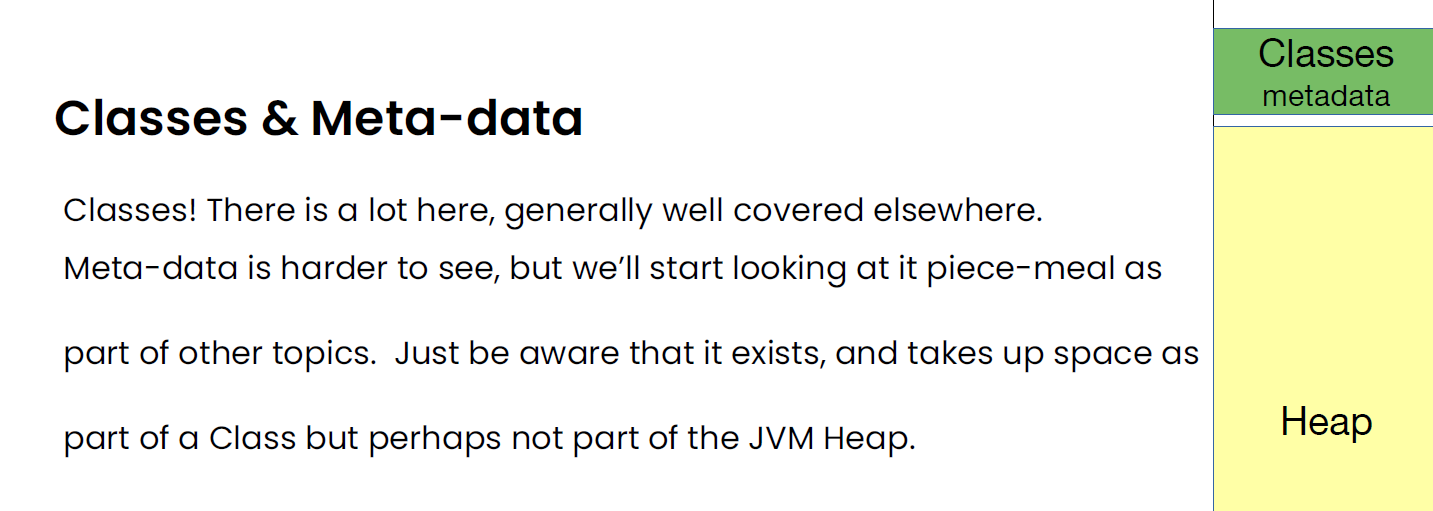 Classes & Meta-data
Classes! There is a lot here, generally well covered elsewhere.
Meta-data is harder to see, but we’ll start looking at it piece-meal as
part of other topics.  Just be aware that it exists, and takes up space as
part of a Class but perhaps not part of the JVM Heap.
Classes
metadata
Heap